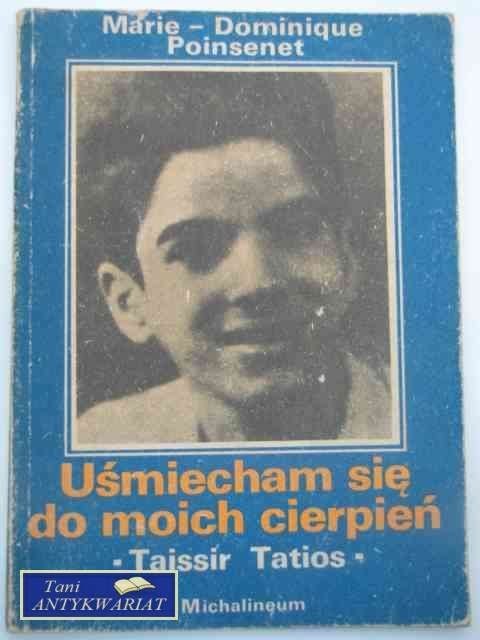 Marie – Dominique
Poinsenet
Uśmiecham się
do moich cierpień
- Taissir Tatios -
Tani
ANTYKWARIAT
Michalineum